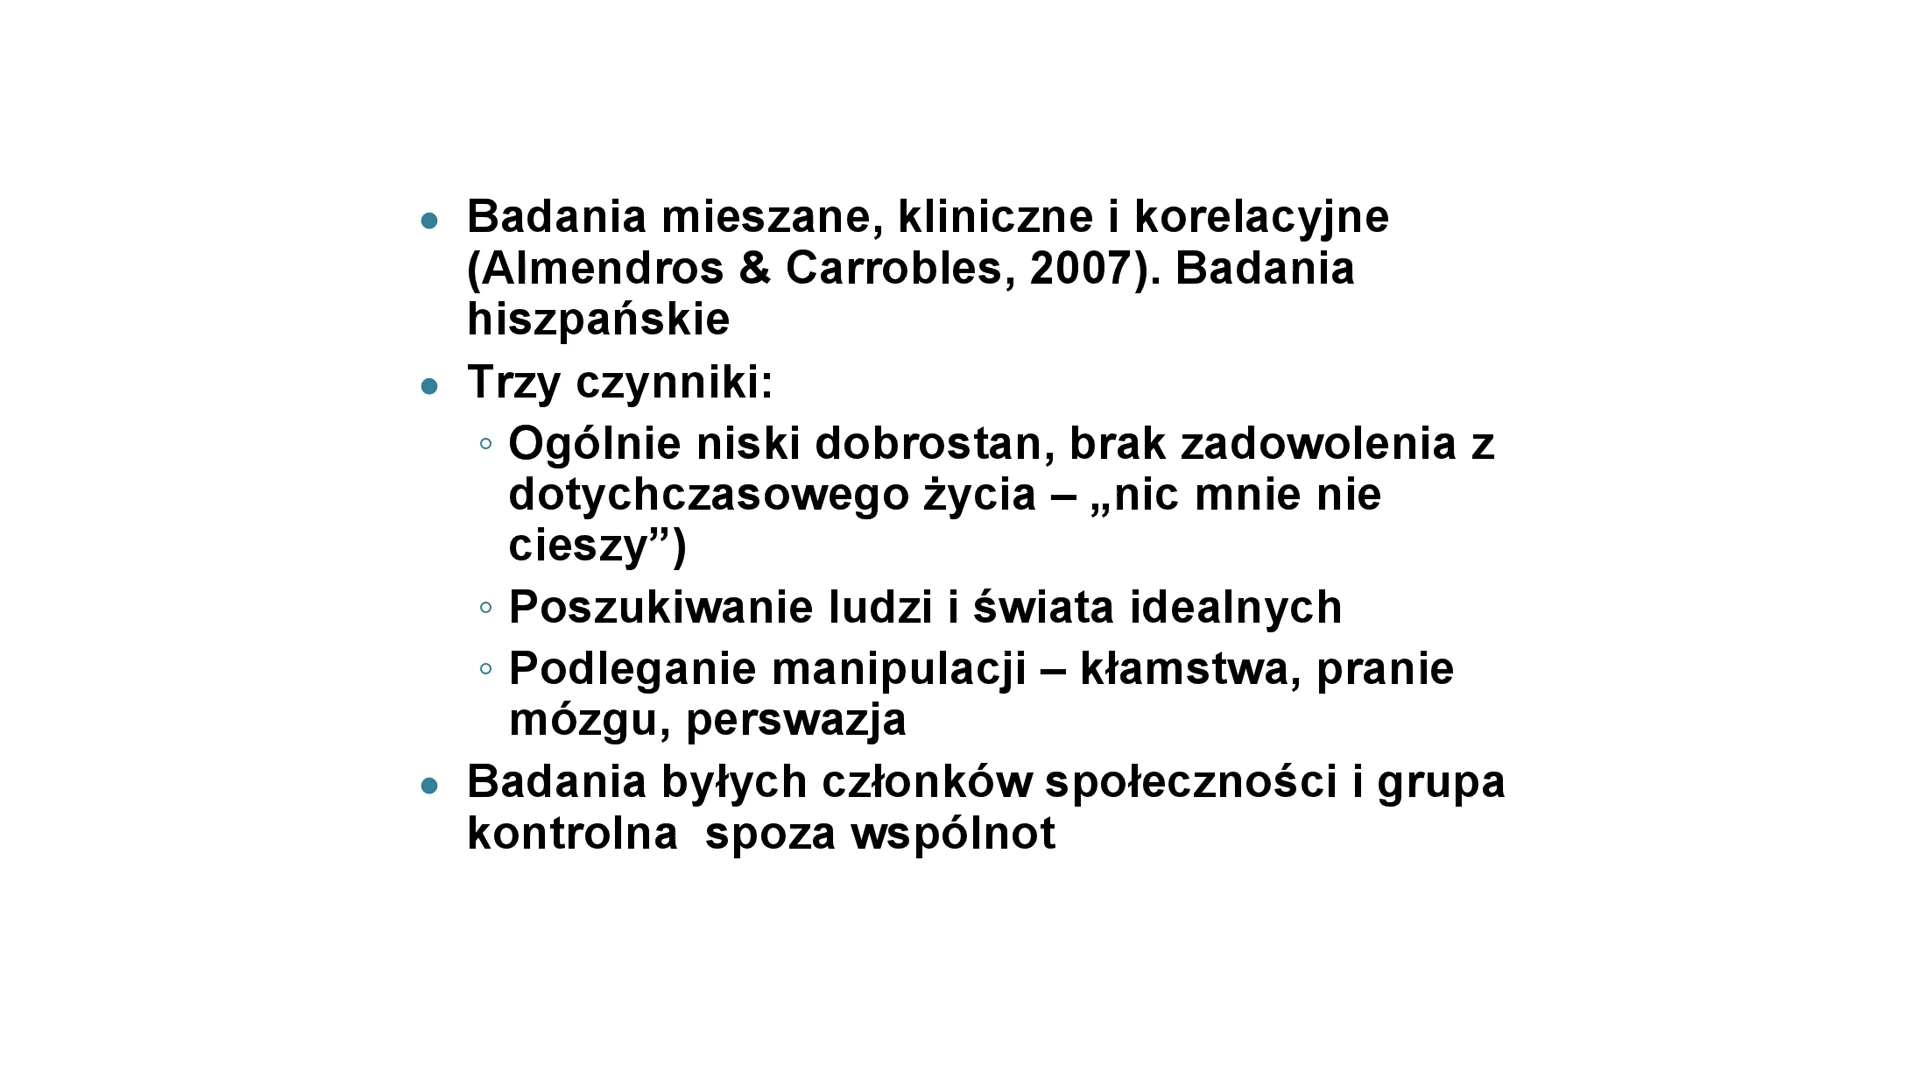 ● Badania mieszane, kliniczne i korelacyjne
(Almendros & Carrobles, 2007). Badania
hiszpańskie
● Trzy czynniki:
◦ Ogólnie niski dobrostan, brak zadowolenia z
dotychczasowego życia – „nic mnie nie
cieszy”)
◦ Poszukiwanie ludzi i świata idealnych
◦ Podleganie manipulacji – kłamstwa, pranie
mózgu, perswazja
● Badania byłych członków społeczności i grupa
kontrolna  spoza wspólnot